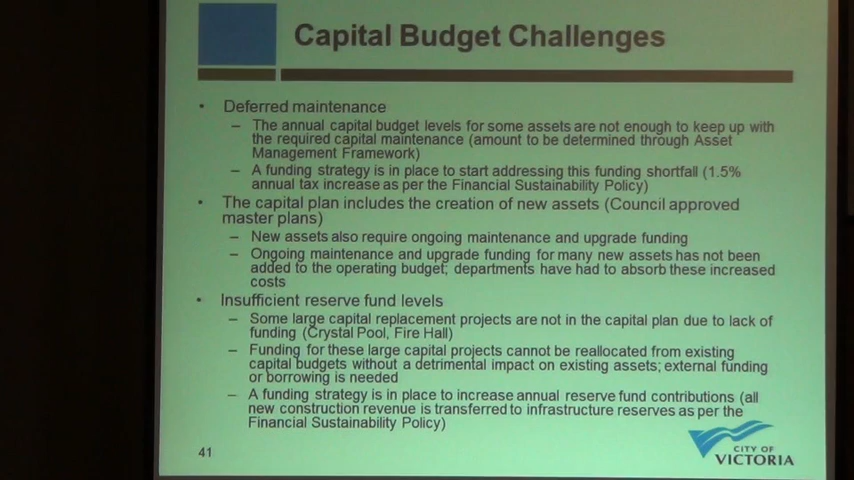 Capital Budget Challenges
• Deferred maintenance
– The annual capital budget levels for some assets are not enough to keep up with
the required capital maintenance (amount to be determined through Asset
Management Framework)
– A funding strategy is in place to start addressing this funding shortfall (1.5%
annual tax increase as per the Financial Sustainability Policy)
• The capital plan includes the creation of new assets (Council approved
master plans)
– New assets also require ongoing maintenance and upgrade funding
– Ongoing maintenance and upgrade funding for many new assets has not been
added to the operating budget; departments have had to absorb these increased
costs
• Insufficient reserve fund levels
– Some large capital replacement projects are not in the capital plan due to lack of
funding (Crystal Pool, Fire Hall)
– Funding for these large capital projects cannot be reallocated from existing
capital budgets without a detrimental impact on existing assets; external funding
or borrowing is needed
– A funding strategy is in place to increase annual reserve fund contributions (all
new construction revenue is transferred to infrastructure reserves as per the
Financial Sustainability Policy)
41
CITY OF
VICTORIA